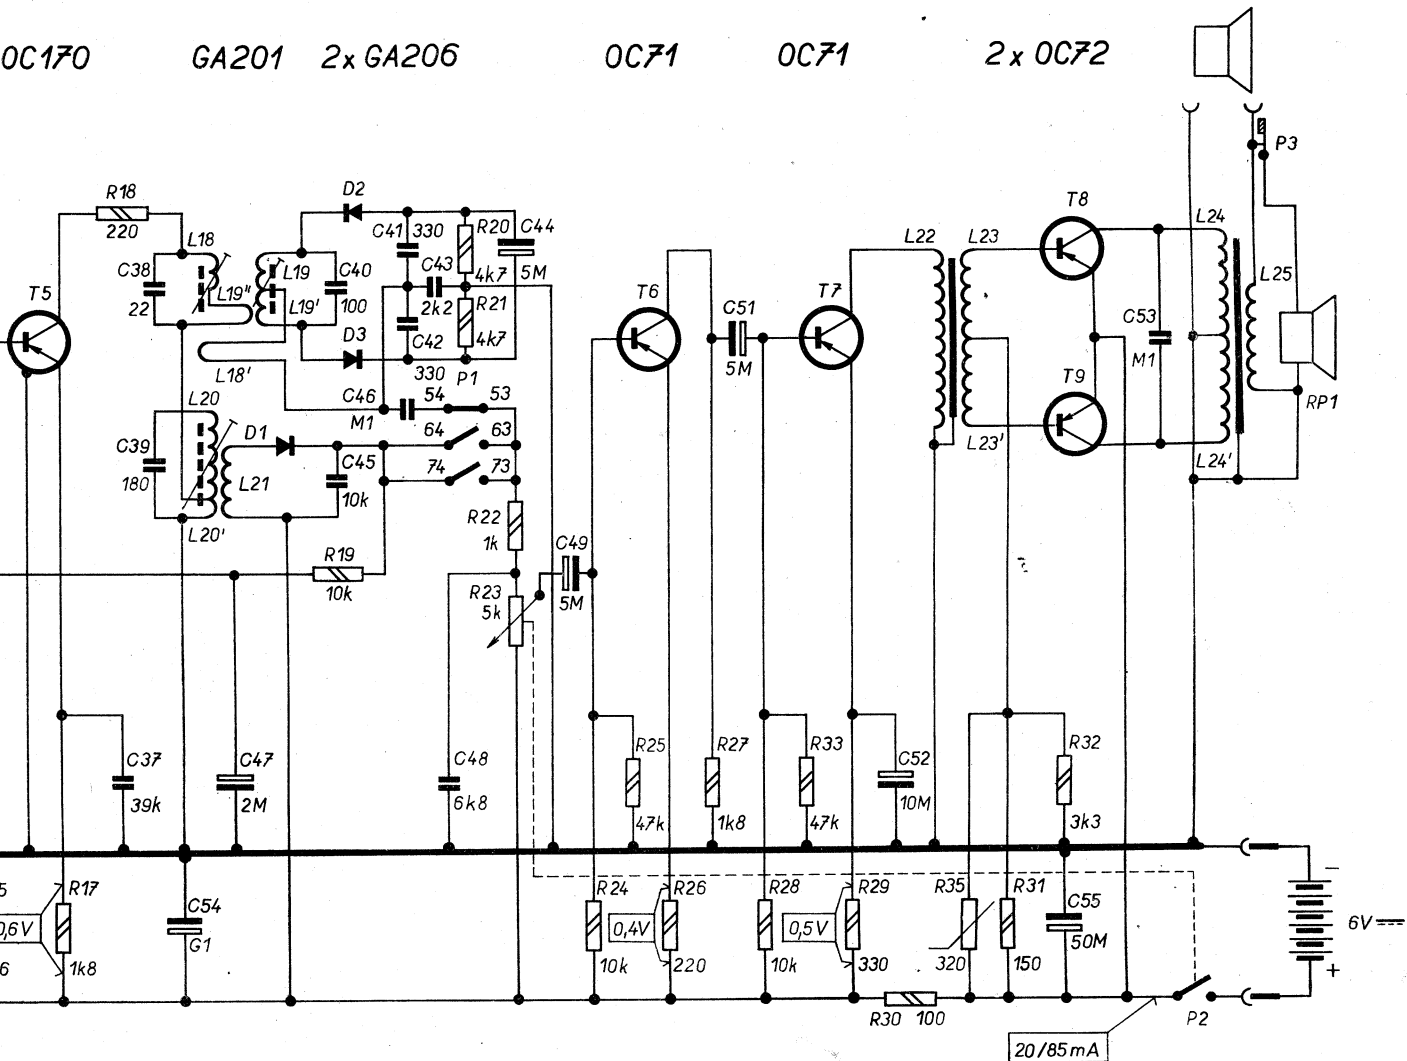 OC170 GA201 2x GA206 OC71 OC71 2x OC72
P3
R18
220
D2
T8
L18
C41 330
R20
C44
L22
L23
L24
C38
22
L19"
L19
L19'
C40
100
C43
2k2
4k7
5M
L25
T5
D3
C42
330
R21
4k7
P1
T6
C51
5M
T7
C53
M1
L18'
L20
C46
M1
54
53
T9
RP1
C39
180
D1
C45
10k
64
63
L23'
L24'
L21
74
73
L20'
R22
1k
R19
10k
C49
5M
R23
5k
C37
39k
C47
2M
C48
6k8
R25
47k
R27
1k8
R33
47k
C52
10M
R32
3k3
5
R17
0,6V
6
1k8
C54
G1
R24
10k
R26
0,4V
220
R28
10k
R29
0,5V
330
R35
320
R31
150
C55
50M
−
6V
+
R30 100
P2
20/85mA